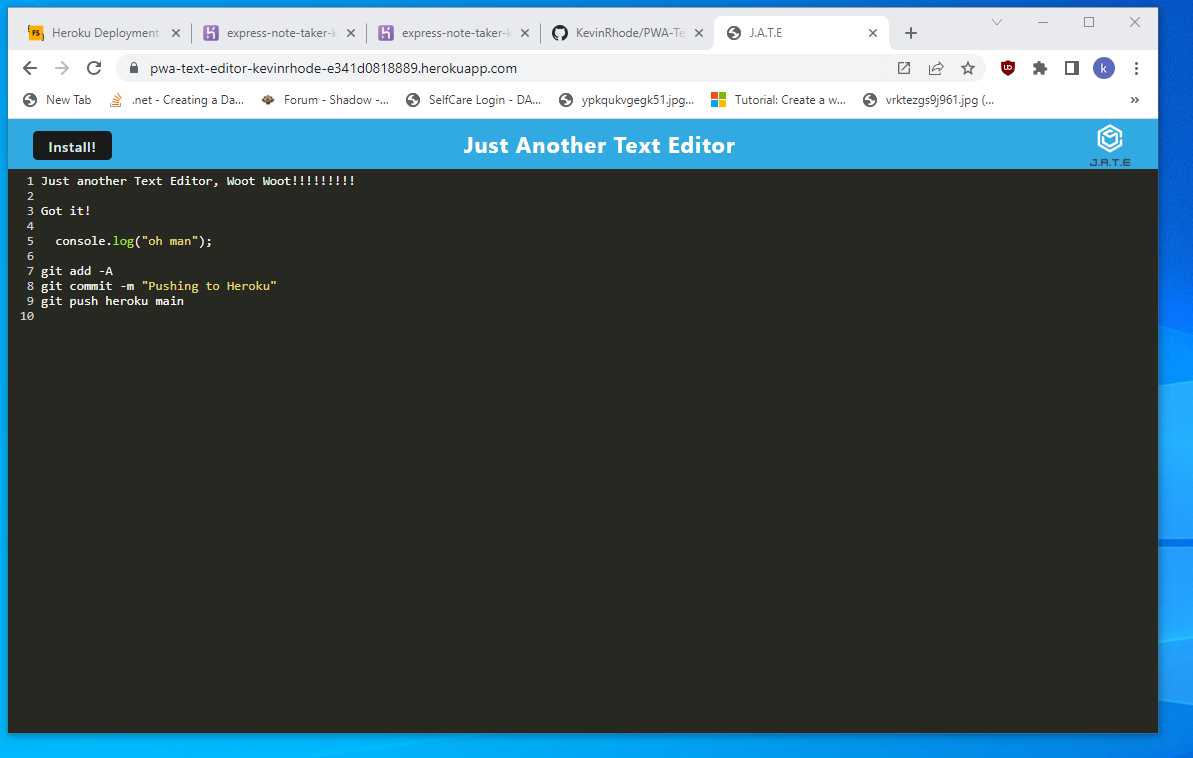 Heroku Deployment
express-note-taker-k
express-note-taker-k
KevinRhode/PWA-Te
J.A.T.E
pwa-text-editor-kevinrhode-e341d0818889.herokuapp.com
k
New Tab
.net - Creating a Da...
Forum - Shadow -...
SelfCare Login - DA...
ypkqukvgegk51.jpg...
Tutorial: Create a w...
vrktezgs9j961.jpg (...
»
Install!
Just Another Text Editor
J.A.T.E
1 Just another Text Editor, Woot Woot!!!!!!!!!
2
3 Got it!
4
5   console.log("oh man");
6
7 git add -A
8 git commit -m "Pushing to Heroku"
9 git push heroku main
10